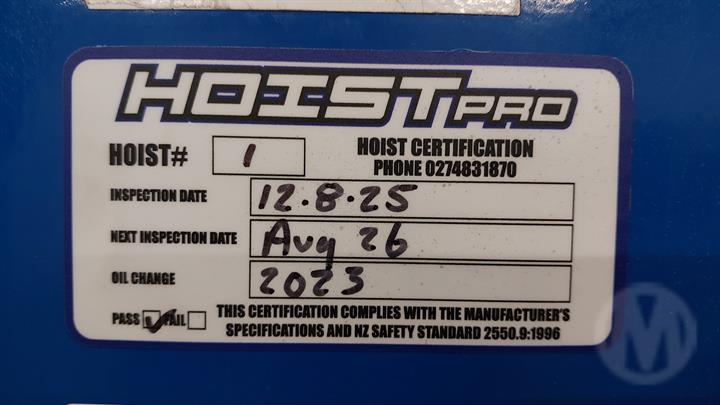 HOISTPRO
HOIST# 1
HOIST CERTIFICATION
PHONE 0274831870
INSPECTION DATE 12.8.25
NEXT INSPECTION DATE Aug 26
OIL CHANGE 2023
PASS FAIL
THIS CERTIFICATION COMPLIES WITH THE MANUFACTURER'S
SPECIFICATIONS AND NZ SAFETY STANDARD 2550.9:1996
M